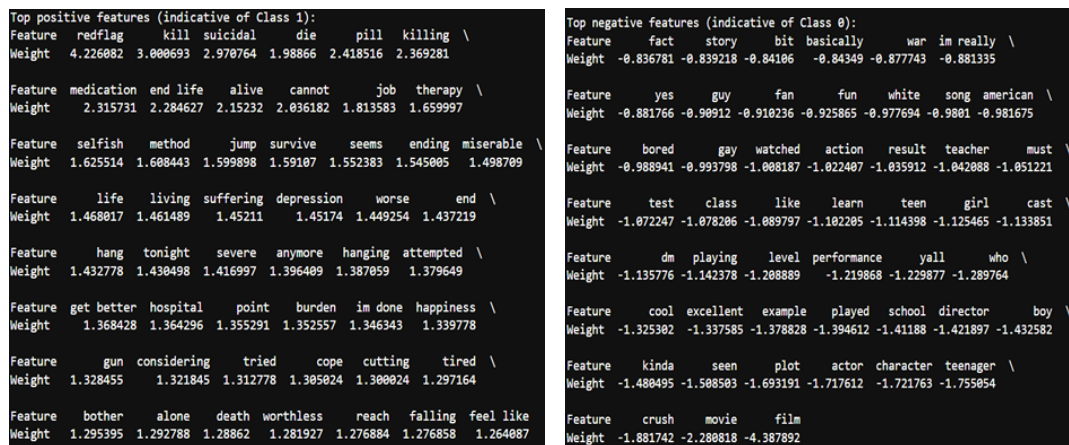 Top positive features (indicative of Class 1):
Feature redflag kill suicidal die pill killing \
Weight 4.226082 3.000693 2.970764 1.98866 2.418516 2.369281
Feature medication end life alive cannot job therapy \
Weight 2.315731 2.284627 2.15232 2.036182 1.813583 1.659997
Feature selfish method jump survive seems ending miserable \
Weight 1.625514 1.608443 1.599898 1.59107 1.552383 1.545005 1.498709
Feature life living suffering depression worse end \
Weight 1.468017 1.461489 1.45211 1.45174 1.449254 1.437219
Feature hang tonight severe anymore hanging attempted \
Weight 1.432778 1.430498 1.416997 1.396409 1.387059 1.379649
Feature get better hospital point burden im done happiness \
Weight 1.368428 1.364296 1.355291 1.352557 1.346343 1.339778
Feature gun considering tried cope cutting tired \
Weight 1.328455 1.321845 1.312778 1.305024 1.300024 1.297164
Feature bother alone death worthless reach falling feel like
Weight 1.295395 1.292788 1.28862 1.281927 1.276884 1.276858 1.264087
Top negative features (indicative of Class 0):
Feature fact story bit basically war im really \
Weight -0.836781 -0.839218 -0.84106 -0.84349 -0.877743 -0.881335
Feature yes guy fan fun white song american \
Weight -0.881766 -0.90912 -0.910236 -0.925865 -0.977694 -0.9801 -0.981675
Feature bored gay watched action result teacher must \
Weight -0.988941 -0.993798 -1.008187 -1.022407 -1.035912 -1.042088 -1.051221
Feature test class like learn teen girl cast \
Weight -1.072247 -1.078206 -1.089797 -1.102205 -1.114398 -1.125465 -1.133851
Feature dm playing level performance yall who \
Weight -1.135776 -1.142378 -1.208889 -1.219868 -1.229877 -1.289764
Feature cool excellent example played school director boy \
Weight -1.325302 -1.337585 -1.378828 -1.394612 -1.41188 -1.421897 -1.432582
Feature kinda seen plot actor character teenager \
Weight -1.480495 -1.508503 -1.693191 -1.717612 -1.721763 -1.755054
Feature crush movie film
Weight -1.881742 -2.280818 -4.387892